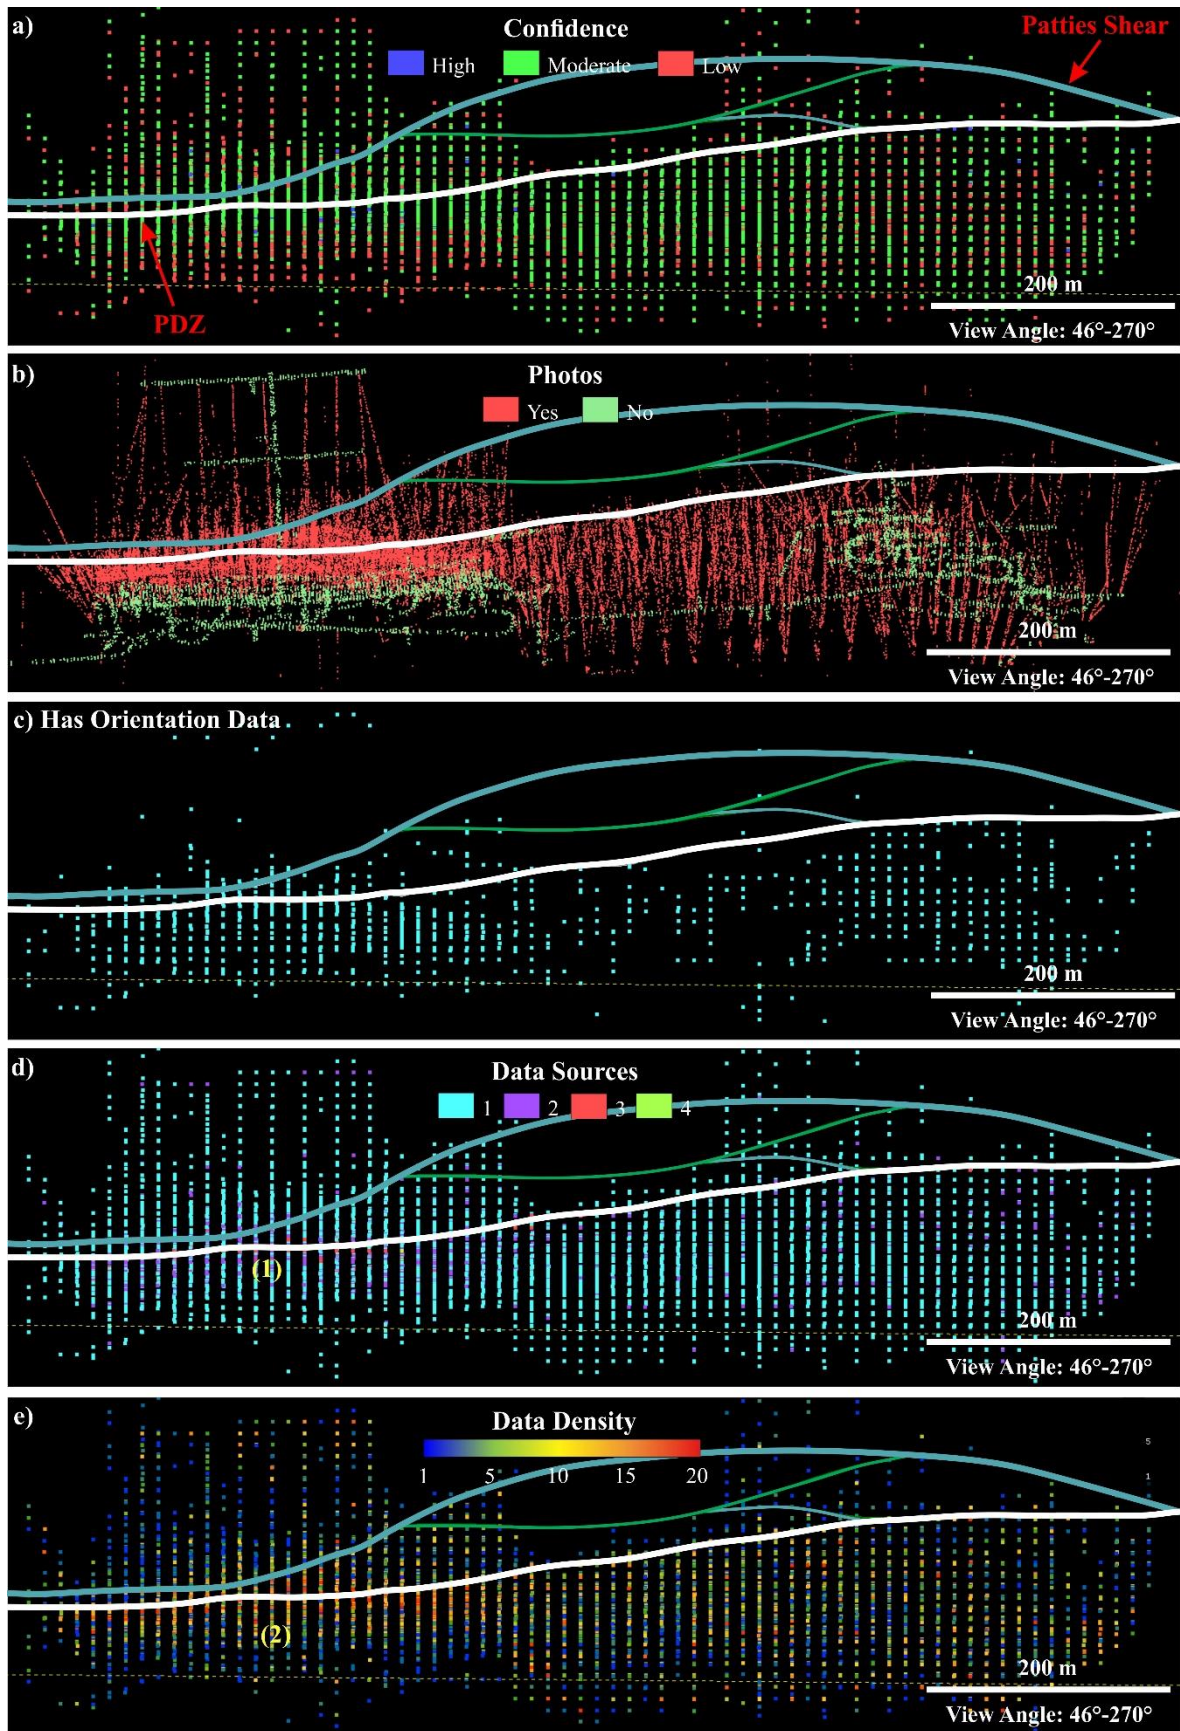 a)
Confidence
High Moderate Low
Patties Shear
PDZ
200 m
View Angle: 46°-270°
b)
Photos
Yes No
200 m
View Angle: 46°-270°
c) Has Orientation Data
200 m
View Angle: 46°-270°
d)
Data Sources
1 2 3 4
(1)
200 m
View Angle: 46°-270°
e)
Data Density
1 5 10 15 20
5
1
(2)
200 m
View Angle: 46°-270°